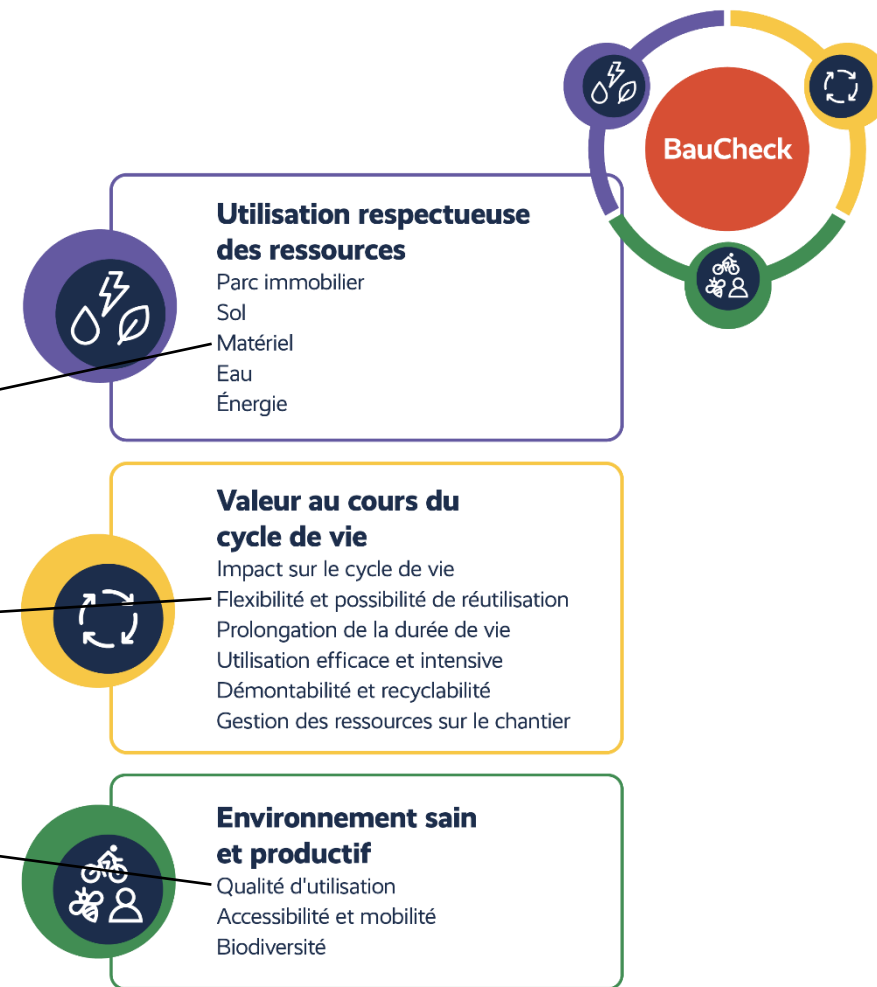 BauCheck
Utilisation respectueuse
des ressources
Parc immobilier
Sol
Matériel
Eau
Énergie
Valeur au cours du
cycle de vie
Impact sur le cycle de vie
Flexibilité et possibilité de réutilisation
Prolongation de la durée de vie
Utilisation efficace et intensive
Démontabilité et recyclabilité
Gestion des ressources sur le chantier
Environnement sain
et productif
Qualité d'utilisation
Accessibilité et mobilité
Biodiversité